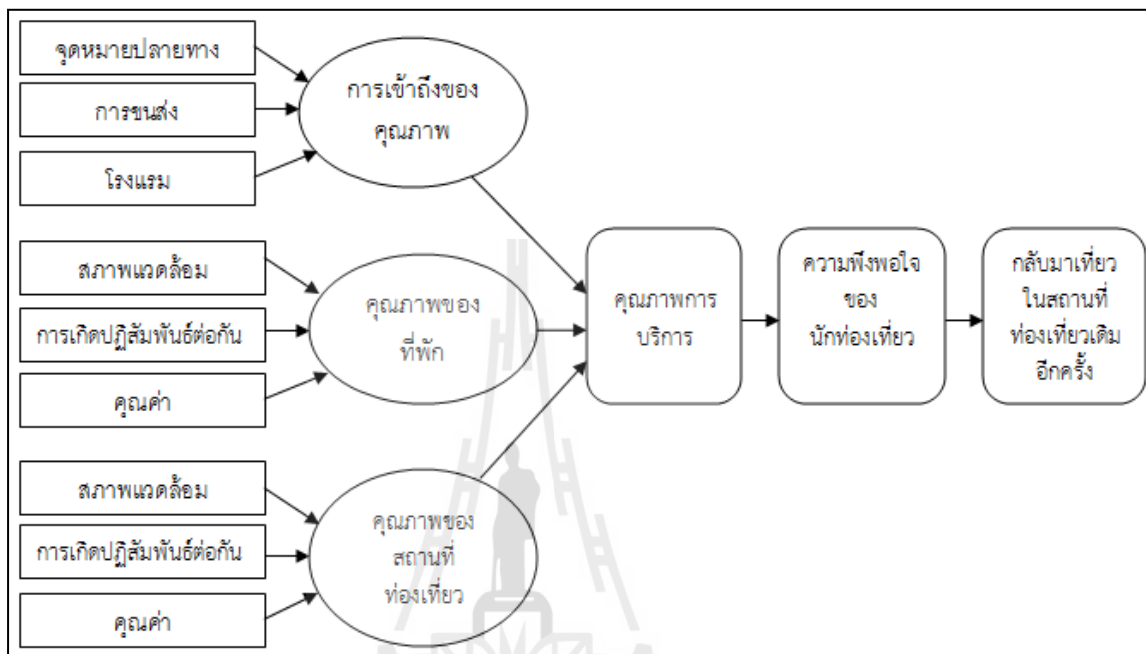 จุดหมายปลายทาง
การขนส่ง
โรงแรม
การเข้าถึงของ
คุณภาพ
สภาพแวดล้อม
การเกิดปฏิสัมพันธ์ต่อกัน
คุณค่า
คุณภาพของ
ที่พัก
สภาพแวดล้อม
การเกิดปฏิสัมพันธ์ต่อกัน
คุณค่า
คุณภาพของ
สถานที่
ท่องเที่ยว
คุณภาพการ
บริการ
ความพึงพอใจ
ของ
นักท่องเที่ยว
กลับมาเที่ยว
ในสถานที่
ท่องเที่ยวเดิม
อีกครั้ง